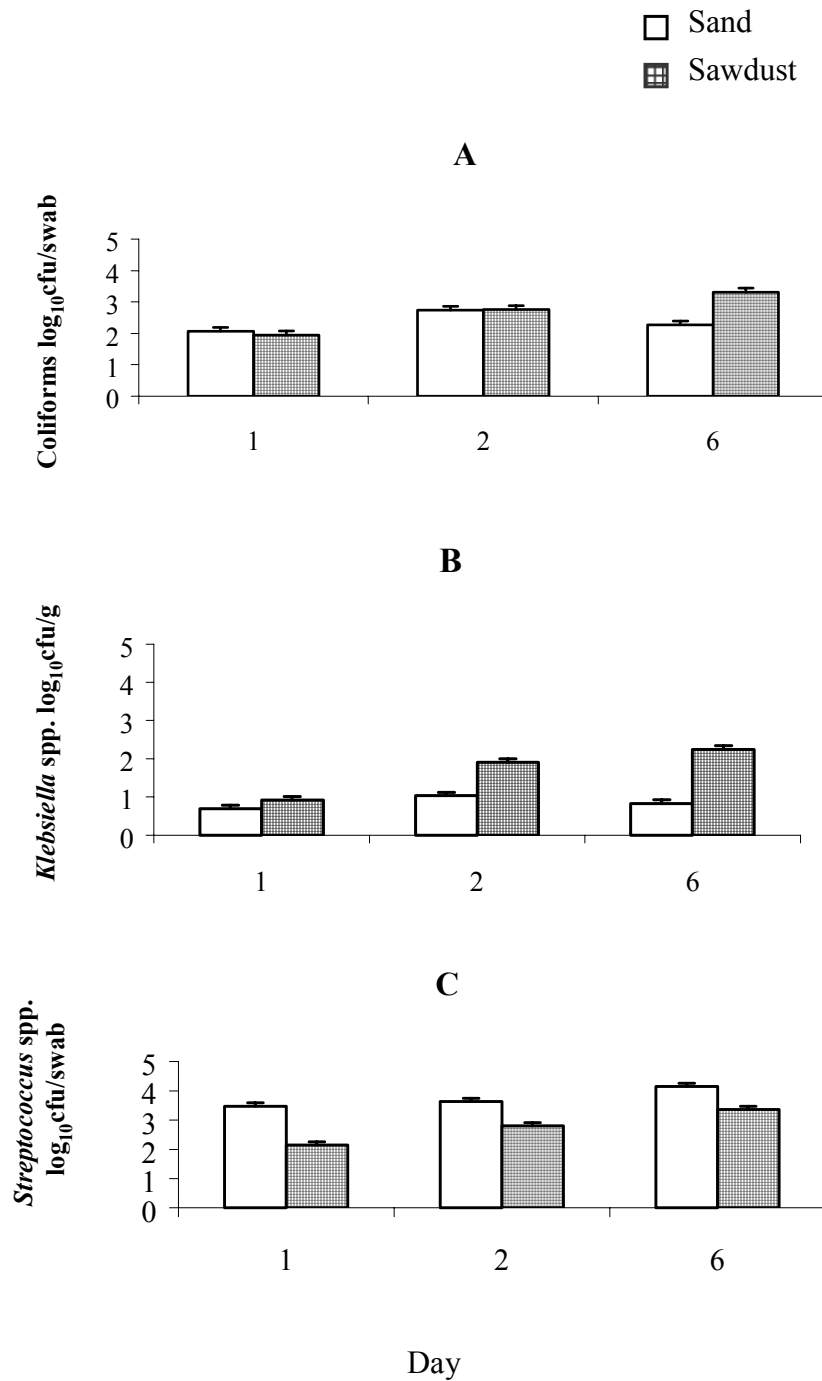 Sand
Sawdust
A
Coliforms log₁₀cfu/swab
5
4
3
2
1
0
1 2 6
B
Klebsiella spp. log₁₀cfu/g
5
4
3
2
1
0
1 2 6
C
Streptococcus spp.
log₁₀cfu/swab
5
4
3
2
1
0
1 2 6
Day